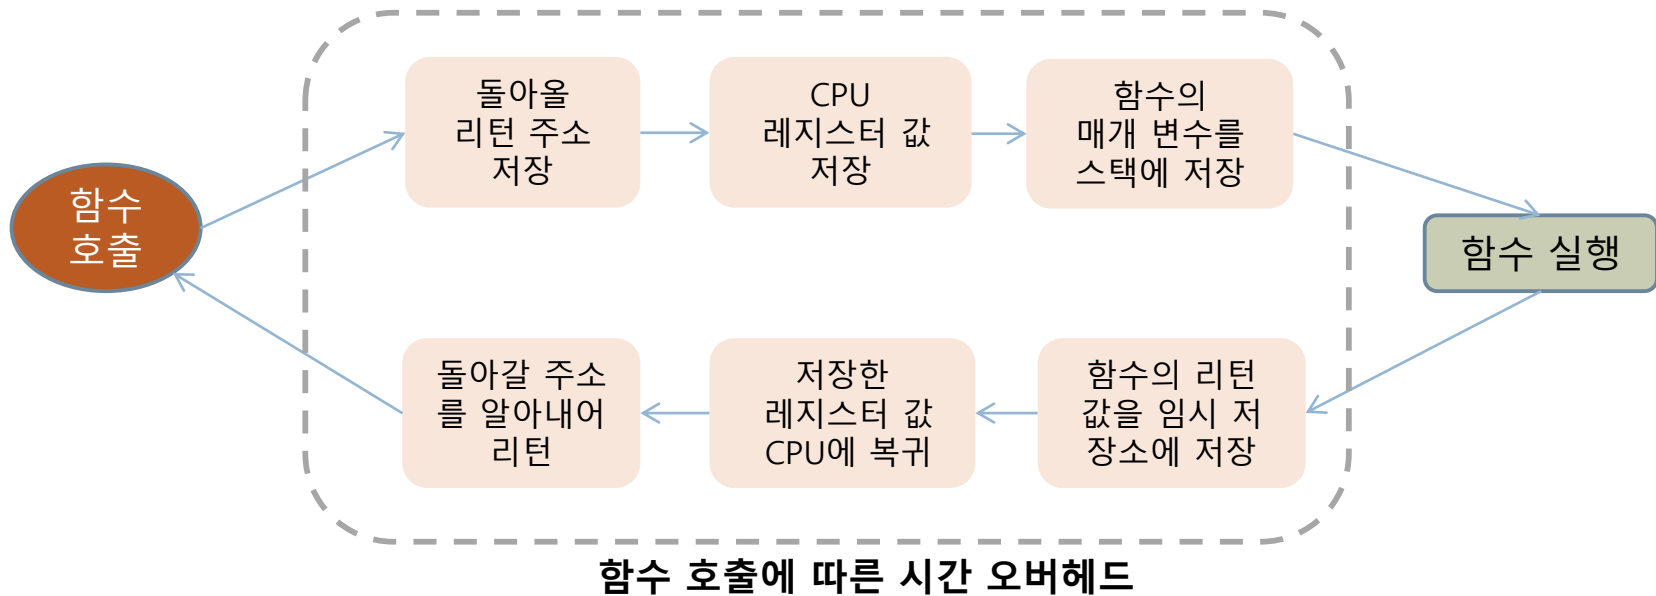 함수
호출
돌아올
리턴 주소
저장
CPU
레지스터 값
저장
함수의
매개 변수를
스택에 저장
함수 실행
함수의 리턴
값을 임시 저
장소에 저장
저장한
레지스터 값
CPU에 복귀
돌아갈 주소
를 알아내어
리턴
함수 호출에 따른 시간 오버헤드